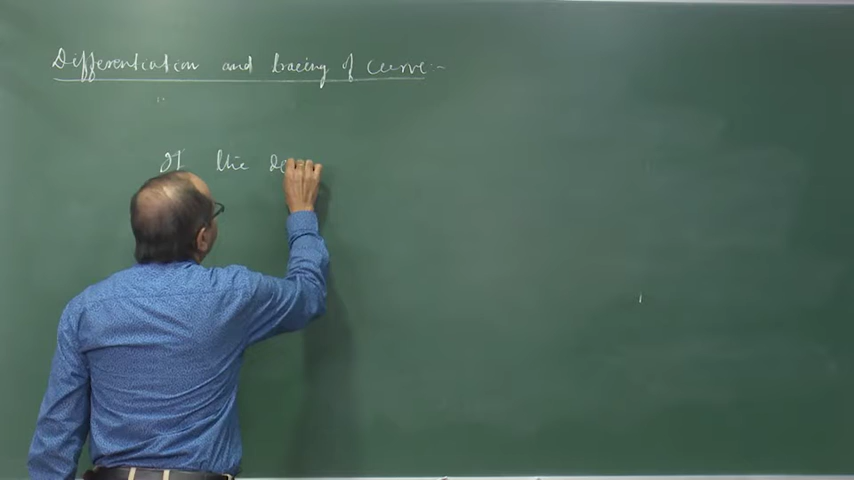 Differentiation and tracing of curve:-
If the de